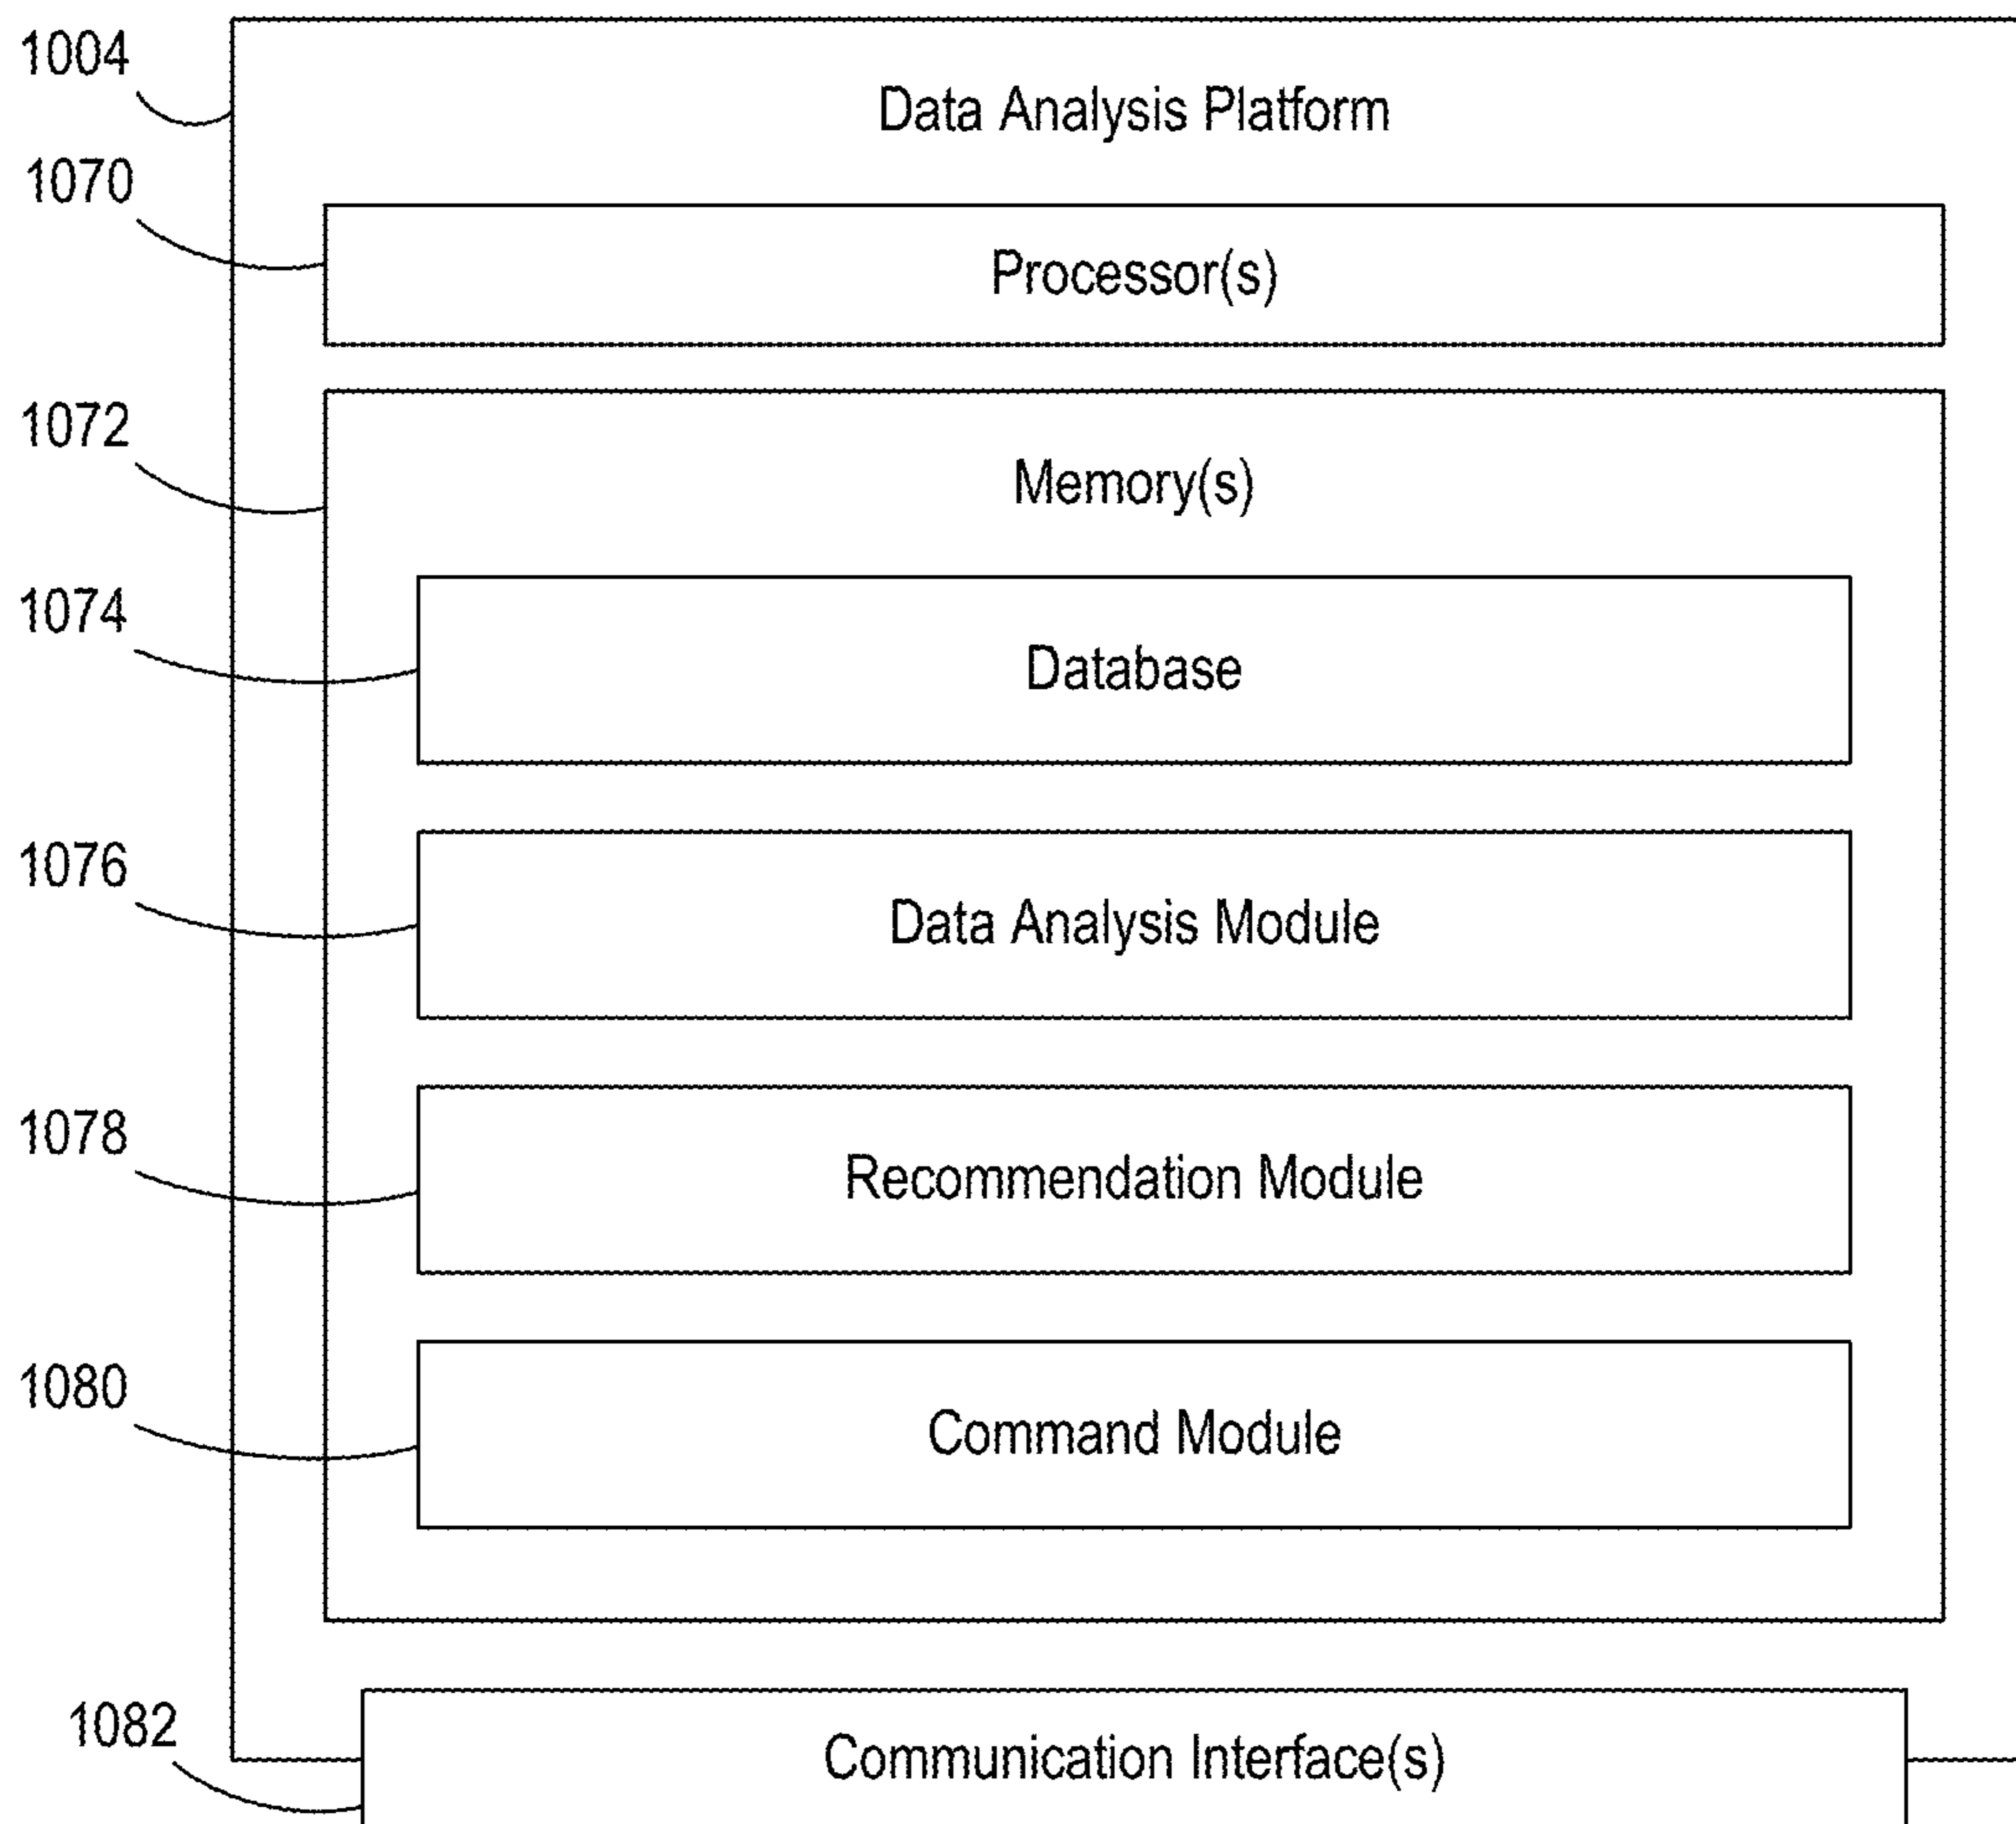 1004
Data Analysis Platform
1070
Processor(s)
1072
Memory(s)
1074
Database
1076
Data Analysis Module
1078
Recommendation Module
1080
Command Module
1082
Communication Interface(s)